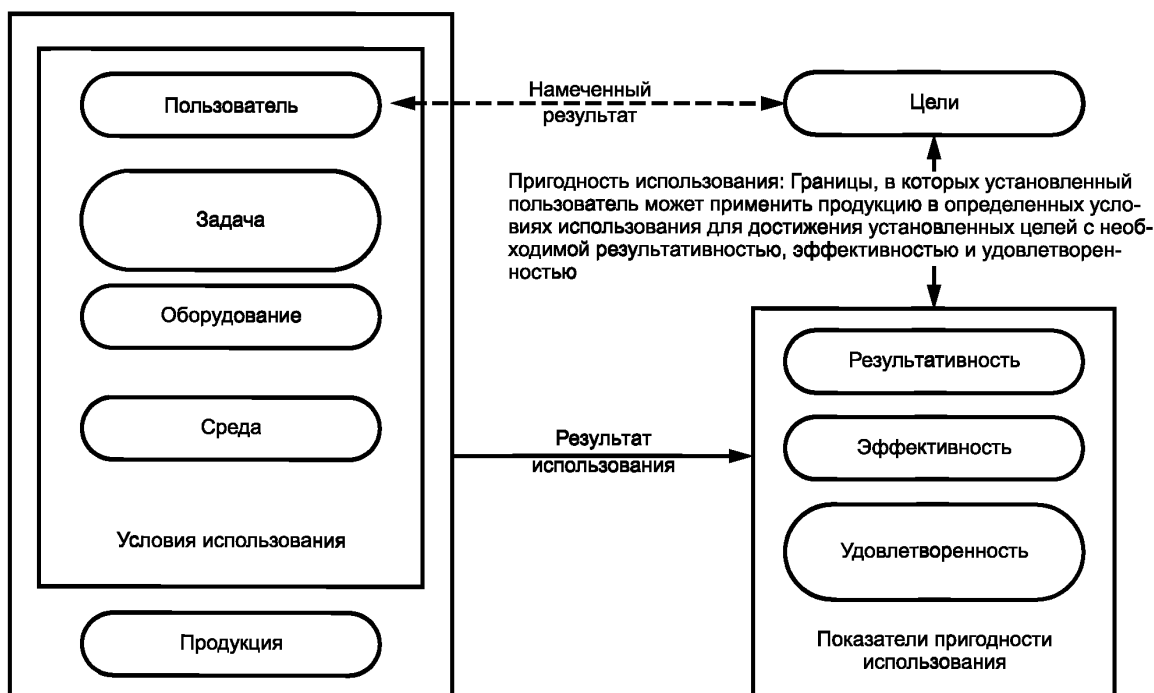 Пользователь
Намеченный
результат
Цели
Задача
Пригодность использования: Границы, в которых установленный
пользователь может применить продукцию в определенных усло-
виях использования для достижения установленных целей с необ-
ходимой результативностью, эффективностью и удовлетворен-
ностью
Оборудование
Результативность
Среда
Результат
использования
Эффективность
Условия использования
Удовлетворенность
Продукция
Показатели пригодности
использования